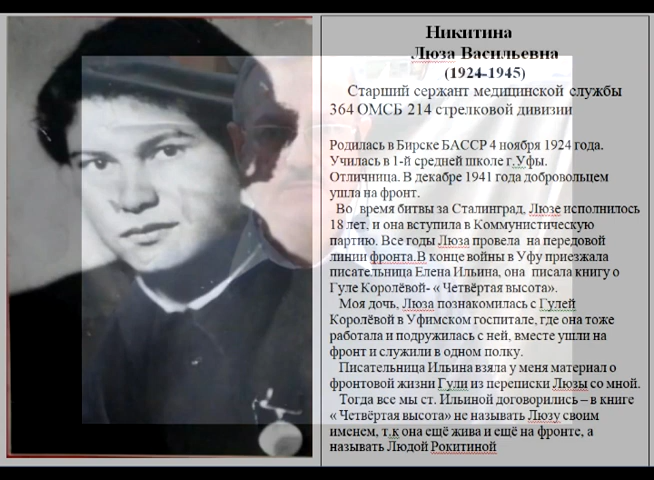 Никитина
Люза Васильевна
(1924-1945)
Старший сержант медицинской службы
364 ОМСБ 214 стрелковой дивизии
Родилась в Бирске БАССР 4 ноября 1924 года.
Училась в 1-й средней школе г.Уфы.
Отличница. В декабре 1941 года добровольцем
ушла на фронт.
Во время битвы за Сталинград, Люзе исполнилось
18 лет, и она вступила в Коммунистическую
партию. Все годы Люза провела на передовой
линии фронта.В конце войны в Уфу приезжала
писательница Елена Ильина, она писала книгу о
Гуле Королёвой- « Четвёртая высота».
Моя дочь, Люза познакомилась с Гулей
Королёвой в Уфимском госпитале, где она тоже
работала и подружилась с ней, вместе ушли на
фронт и служили в одном полку.
Писательница Ильина взяла у меня материал о
фронтовой жизни Гули из переписки Люзы со мной.
Тогда все мы ст. Ильиной договорились – в книге
« Четвёртая высота» не называть Люзу своим
именем, т.к она ещё жива и ещё на фронте, а
называть Людой Рокитиной